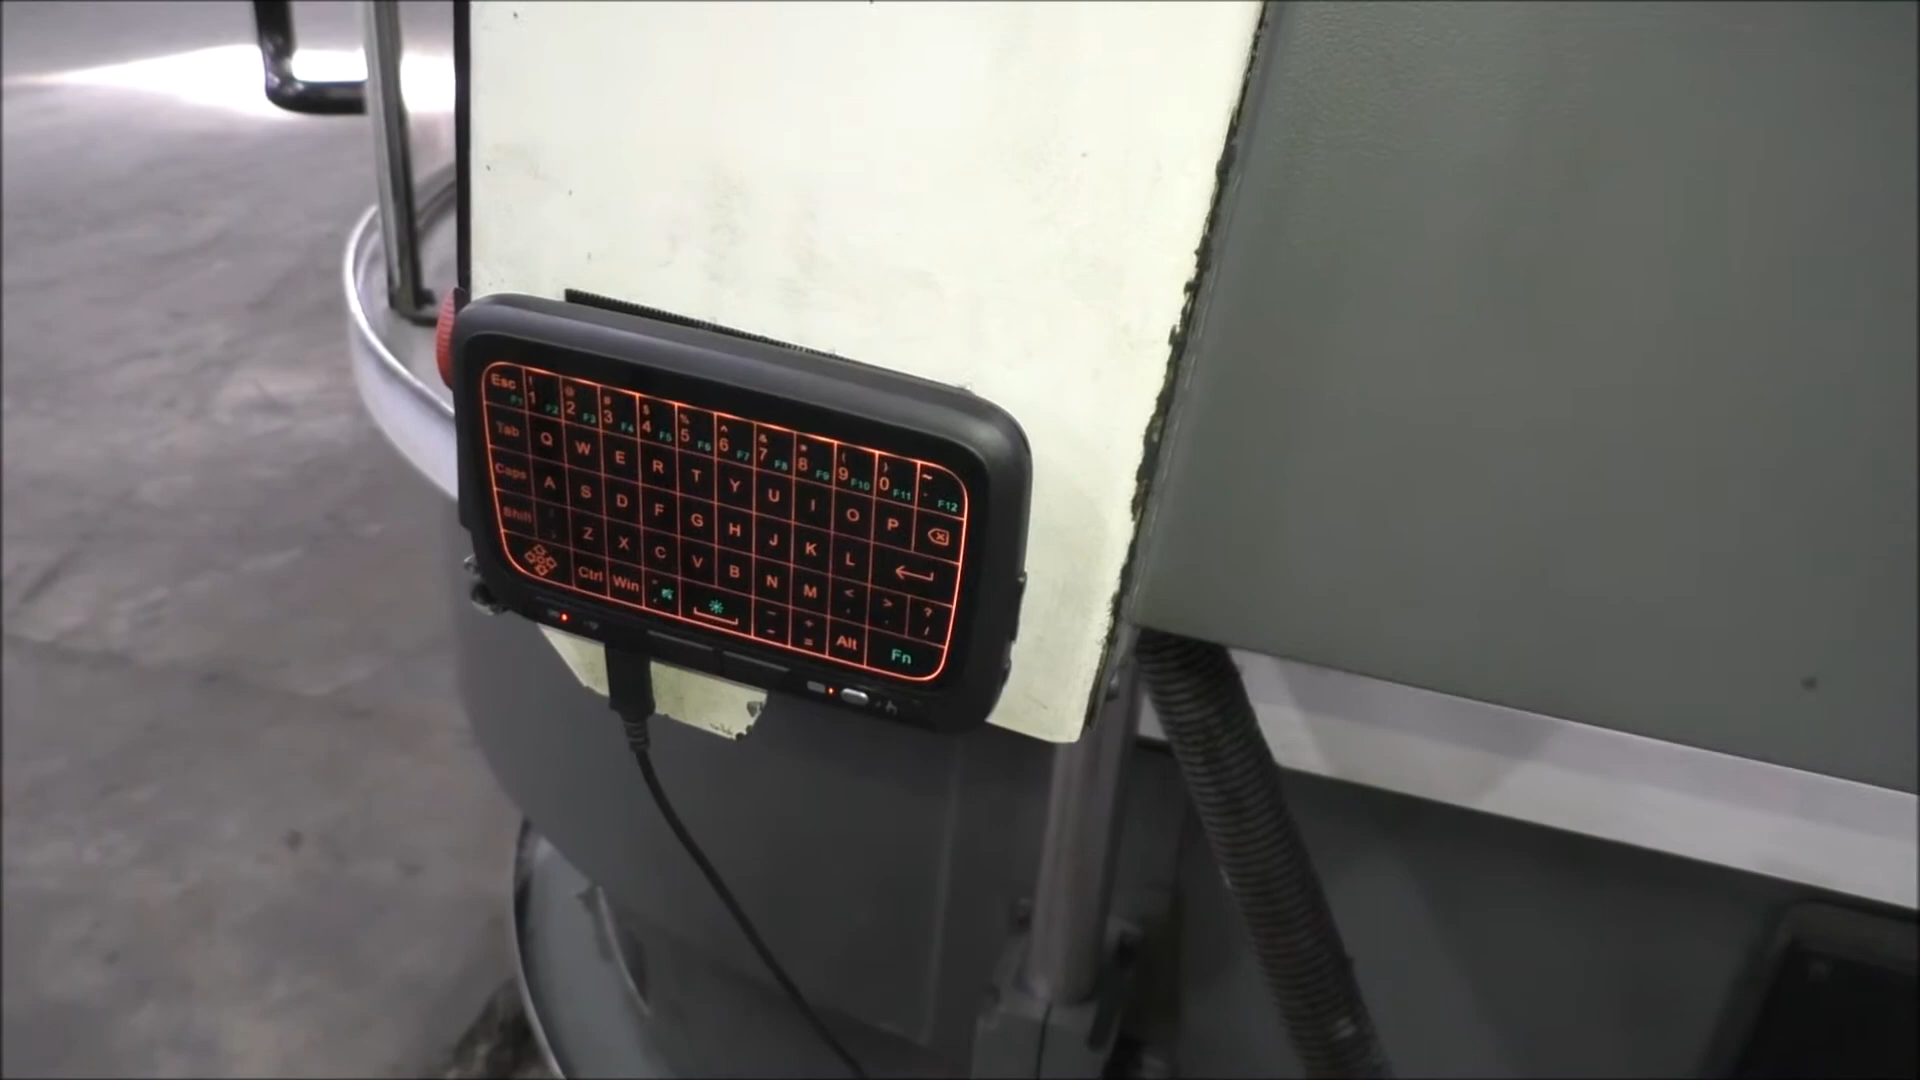 Esc F1 ! 1 F2 @ 2 F3 # 3 F4 $ 4 F5 % 5 F6 ^ 6 F7 & 7 F8 * 8 F9 ( 9 F10 ) 0 F11 F12
Tab Q W E R T Y U I O P
Caps A S D F G H J K L
Shift Z X C V B N M < , > . ? /
Ctrl Win + = Alt Fn